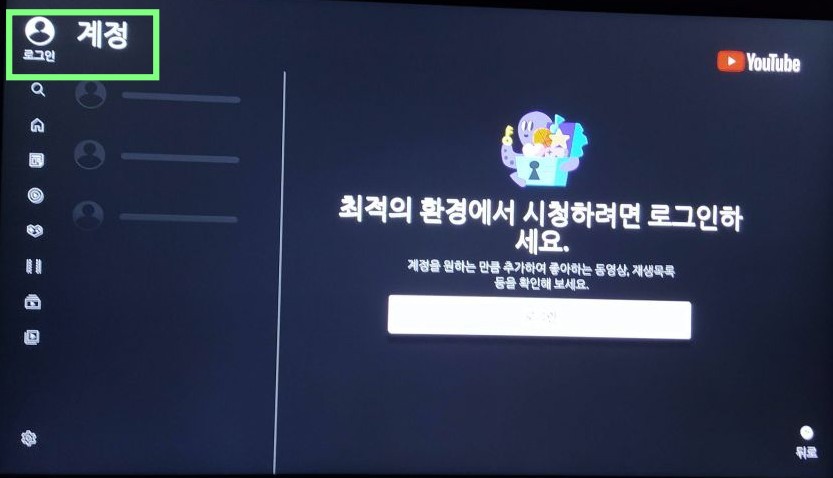 계정
로그인
YouTube
최적의 환경에서 시청하려면 로그인하
세요.
계정을 원하는 만큼 추가하여 좋아하는 동영상, 재생목록
등을 확인해 보세요.
로그인
뒤로